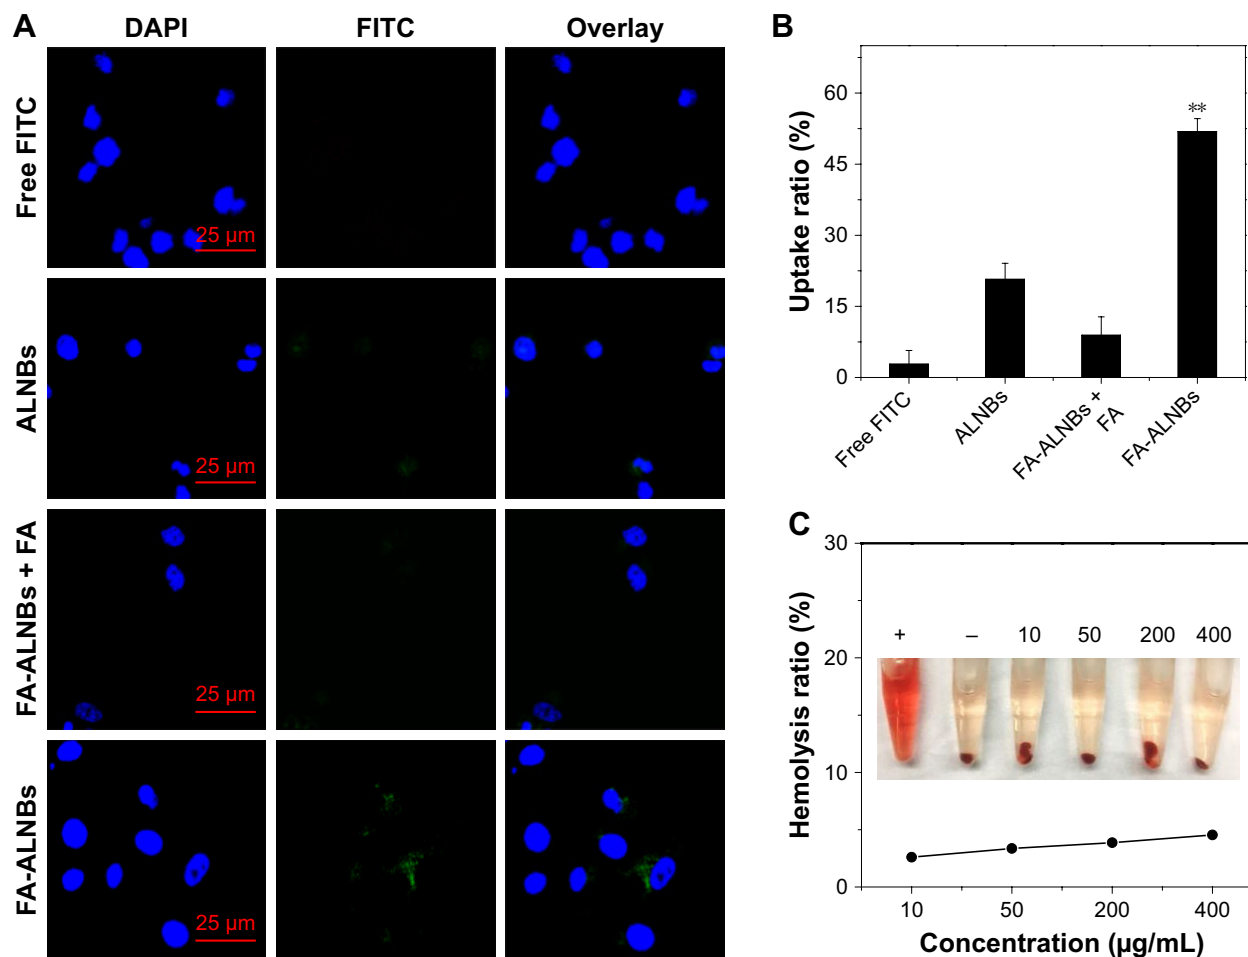 A
DAPI
FITC
Overlay
Free FITC
25 µm
ALNBs
25 µm
FA-ALNBs + FA
25 µm
FA-ALNBs
25 µm
B
Uptake ratio (%)
60
45
30
15
0
**
Free FITC
ALNBs
FA-ALNBs +
FA
FA-ALNBs
C
Hemolysis ratio (%)
30
20
10
0
+ – 10 50 200 400
10 50 200 400
Concentration (µg/mL)